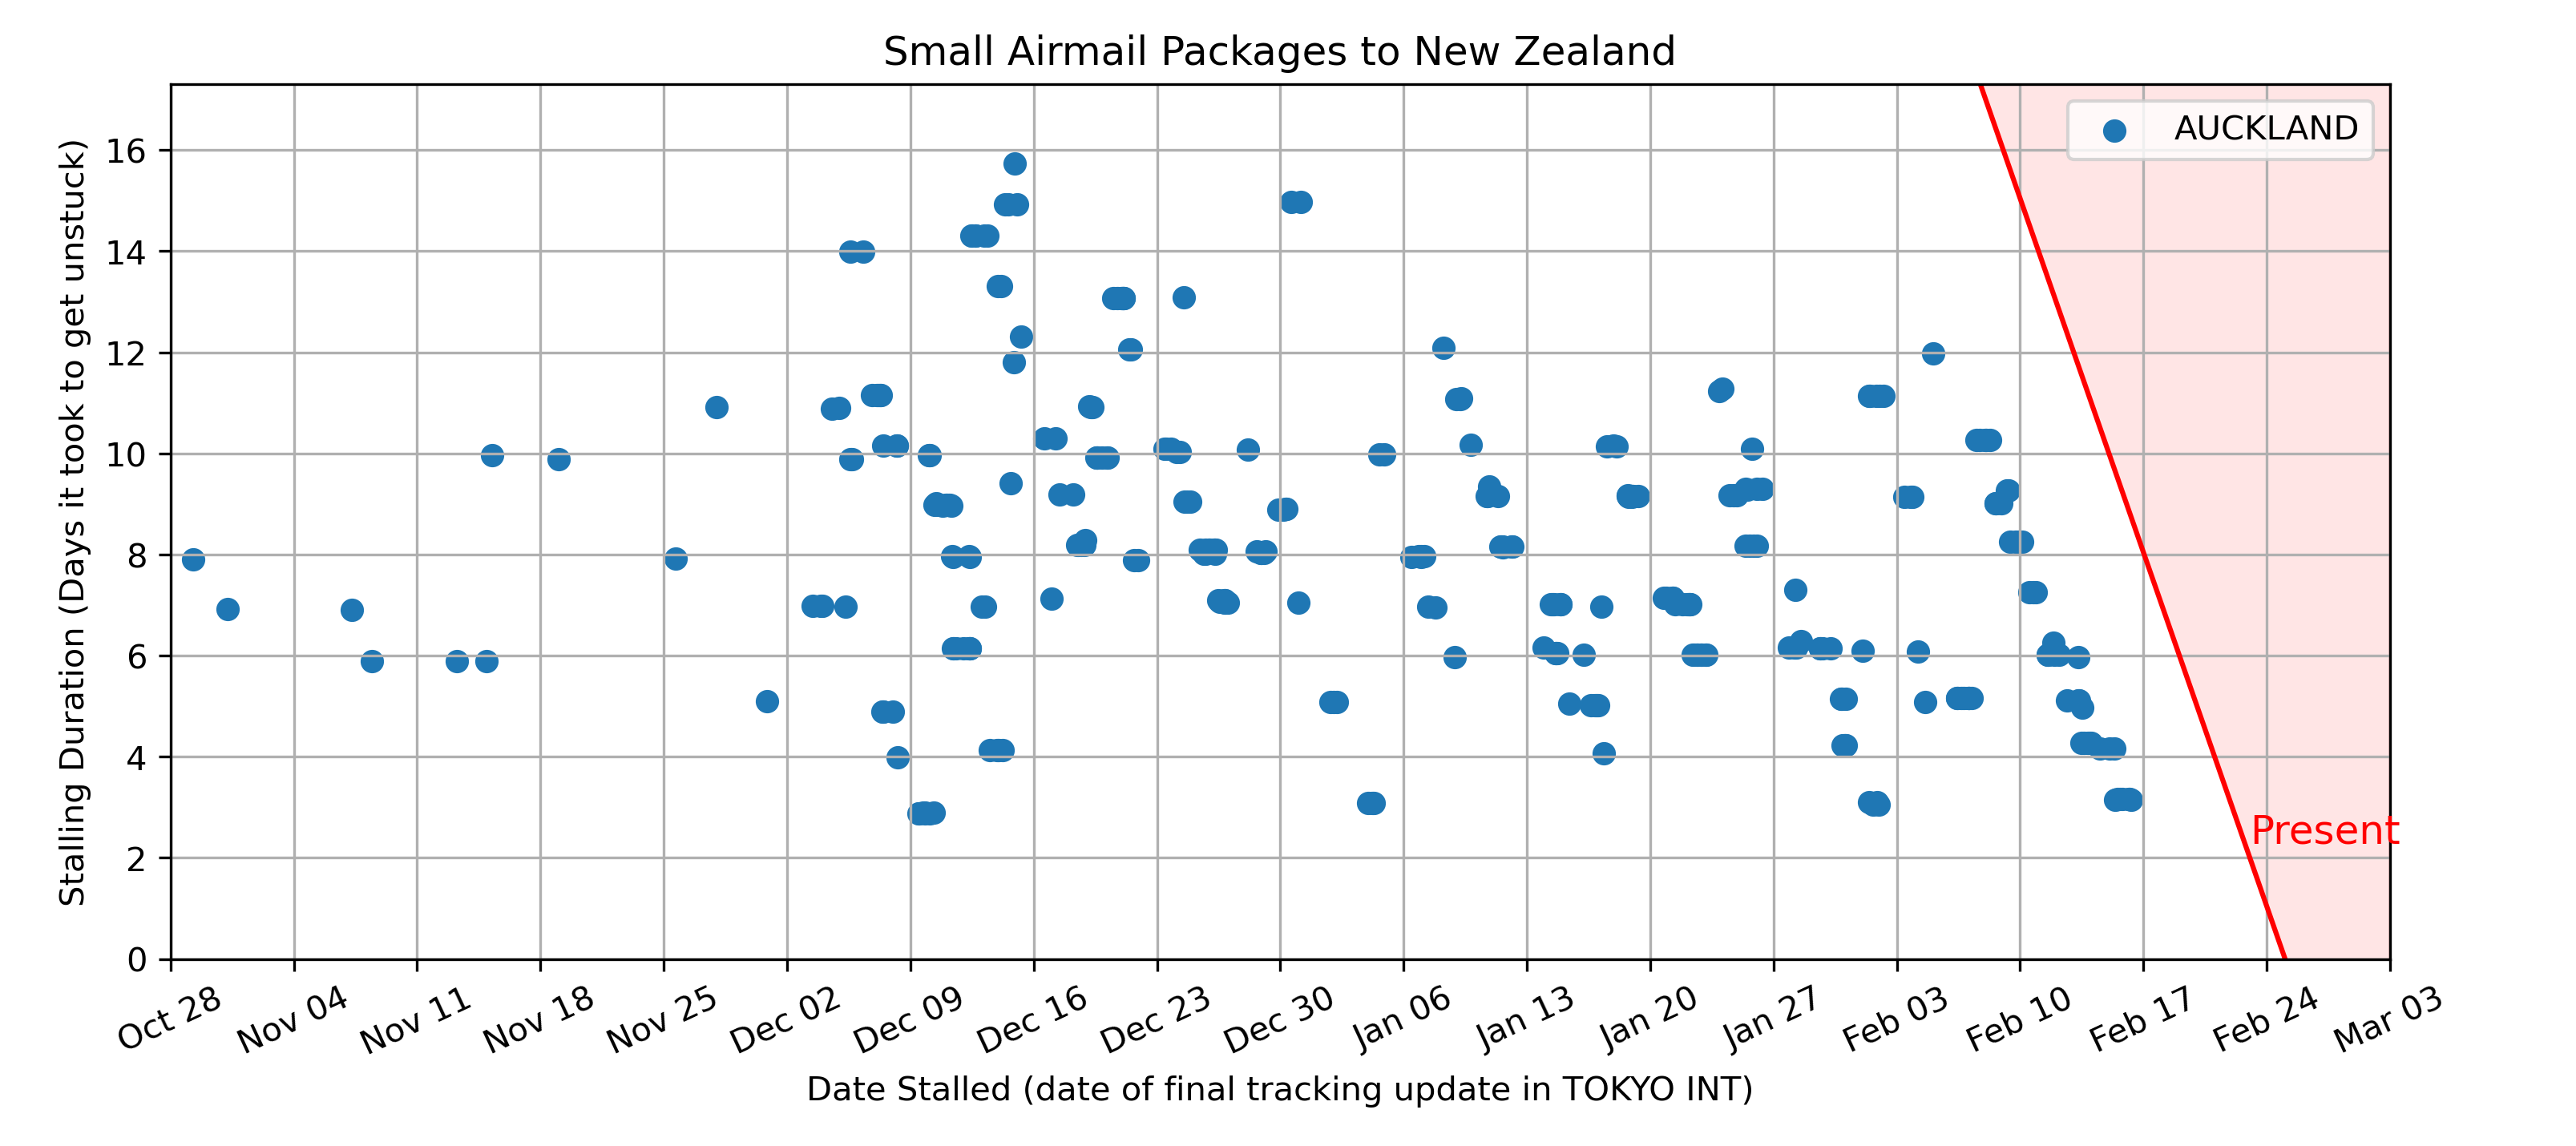 Small Airmail Packages to New Zealand
AUCKLAND
Stalling Duration (Days it took to get unstuck)
16
14
12
10
8
6
4
2
0
Present
Oct 28 Nov 04 Nov 11 Nov 18 Nov 25 Dec 02 Dec 09 Dec 16 Dec 23 Dec 30 Jan 06 Jan 13 Jan 20 Jan 27 Feb 03 Feb 10 Feb 17 Feb 24 Mar 03
Date Stalled (date of final tracking update in TOKYO INT)